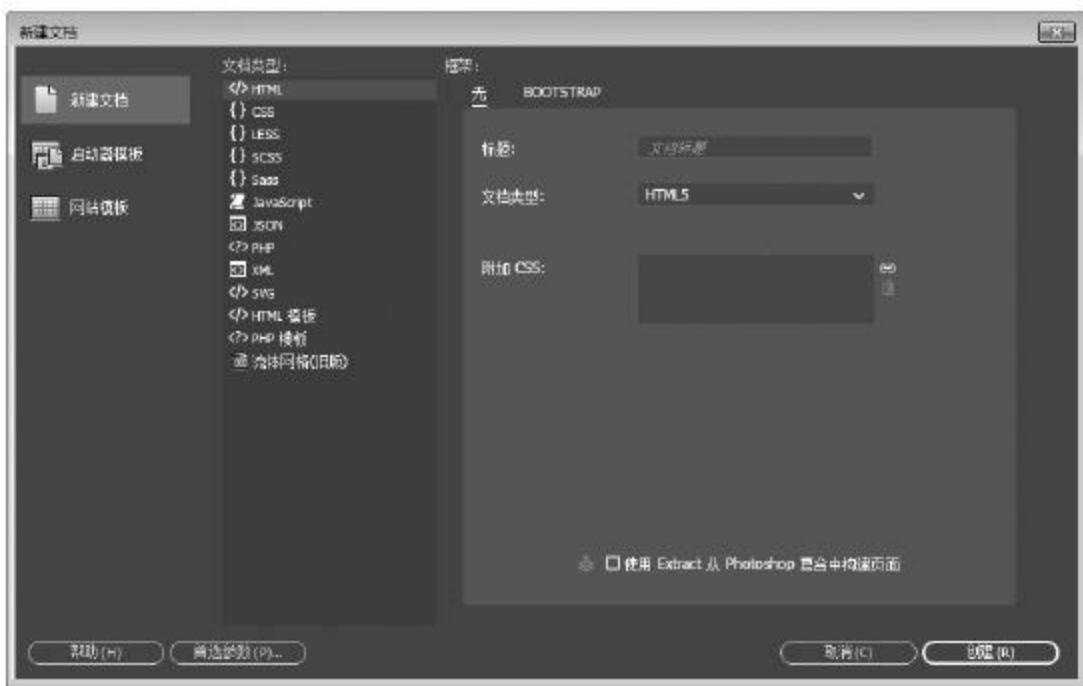 新建文档
新建文档
启动器模板
网站模板
文档类型:
</> HTML
{ } CSS
{ } LESS
{ } SCSS
{ } Sass
JavaScript
JSON
<?> PHP
XML
</> SVG
</> HTML 模板
<?> PHP 模板
流体网格(旧版)
框架:
无 BOOTSTRAP
标题: 文档标题
文档类型: HTML5
附加 CSS:
使用 Extract 从 Photoshop 复合中构建页面
帮助(H) 首选参数(P)... 取消(C) 创建(R)